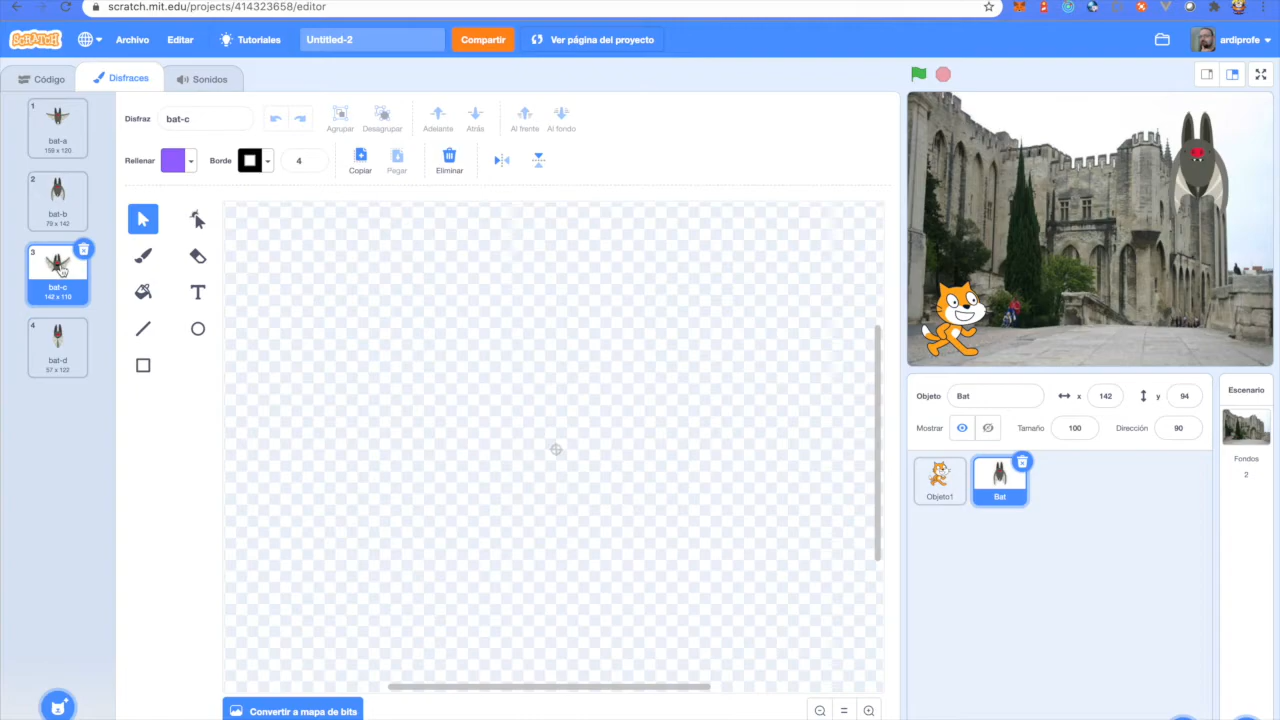 scratch.mit.edu/projects/414323658/editor
SCRATCH
Archivo
Editar
Tutoriales
Untitled-2
Compartir
Ver página del proyecto
ardiprofe
Código
Disfraces
Sonidos
1
bat-a
158 x 120
2
bat-b
79 x 142
3
bat-c
142 x 110
4
bat-d
57 x 122
Disfraz
bat-c
Agrupar
Desagrupar
Adelante
Atrás
Al frente
Al fondo
Rellenar
Borde
4
Copiar
Pegar
Eliminar
T
Convertir a mapa de bits
Objeto
Bat
x
142
y
94
Mostrar
Tamaño
100
Dirección
90
Objeto1
Bat
Escenario
Fondos
2